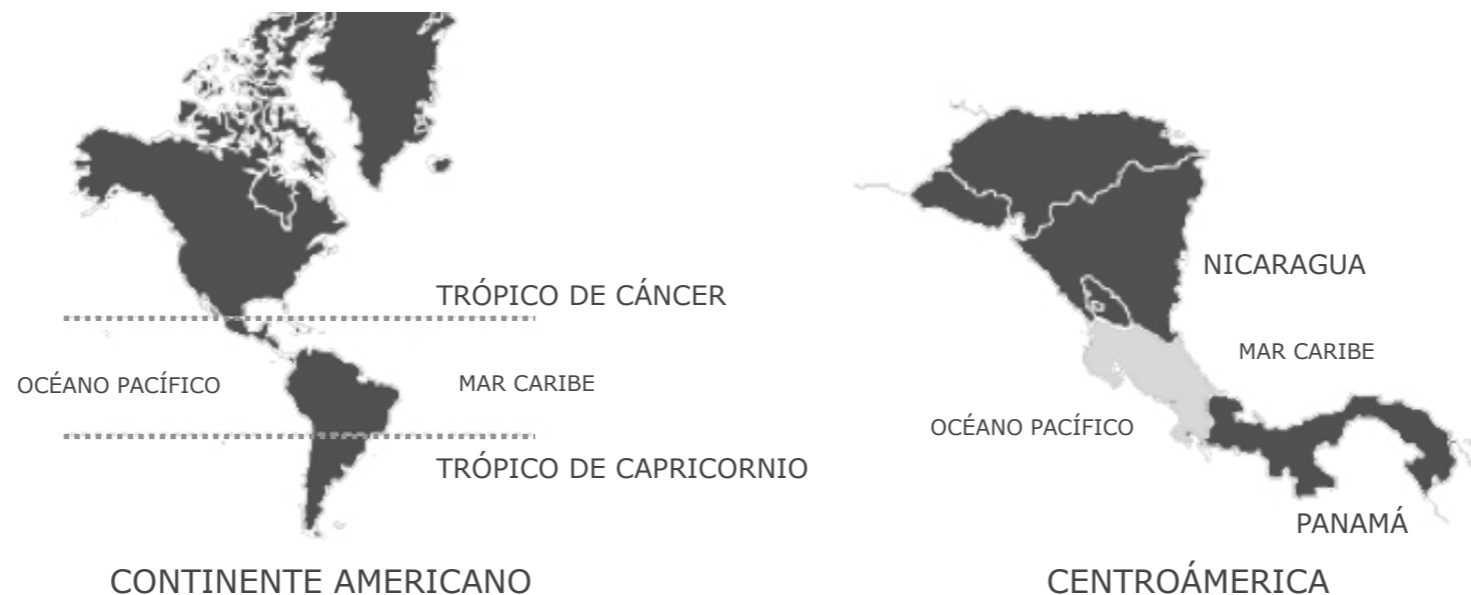 TRÓPICO DE CÁNCER
OCÉANO PACÍFICO
MAR CARIBE
TRÓPICO DE CAPRICORNIO
CONTINENTE AMERICANO
NICARAGUA
MAR CARIBE
OCÉANO PACÍFICO
PANAMÁ
CENTROÁMERICA